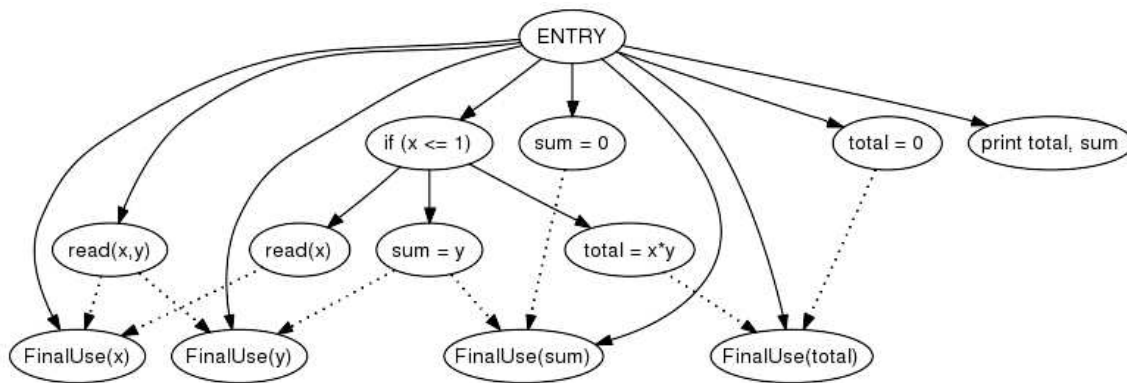 ENTRY
if (x <= 1)
sum = 0
total = 0
print total, sum
read(x,y)
read(x)
sum = y
total = x*y
FinalUse(x)
FinalUse(y)
FinalUse(sum)
FinalUse(total)